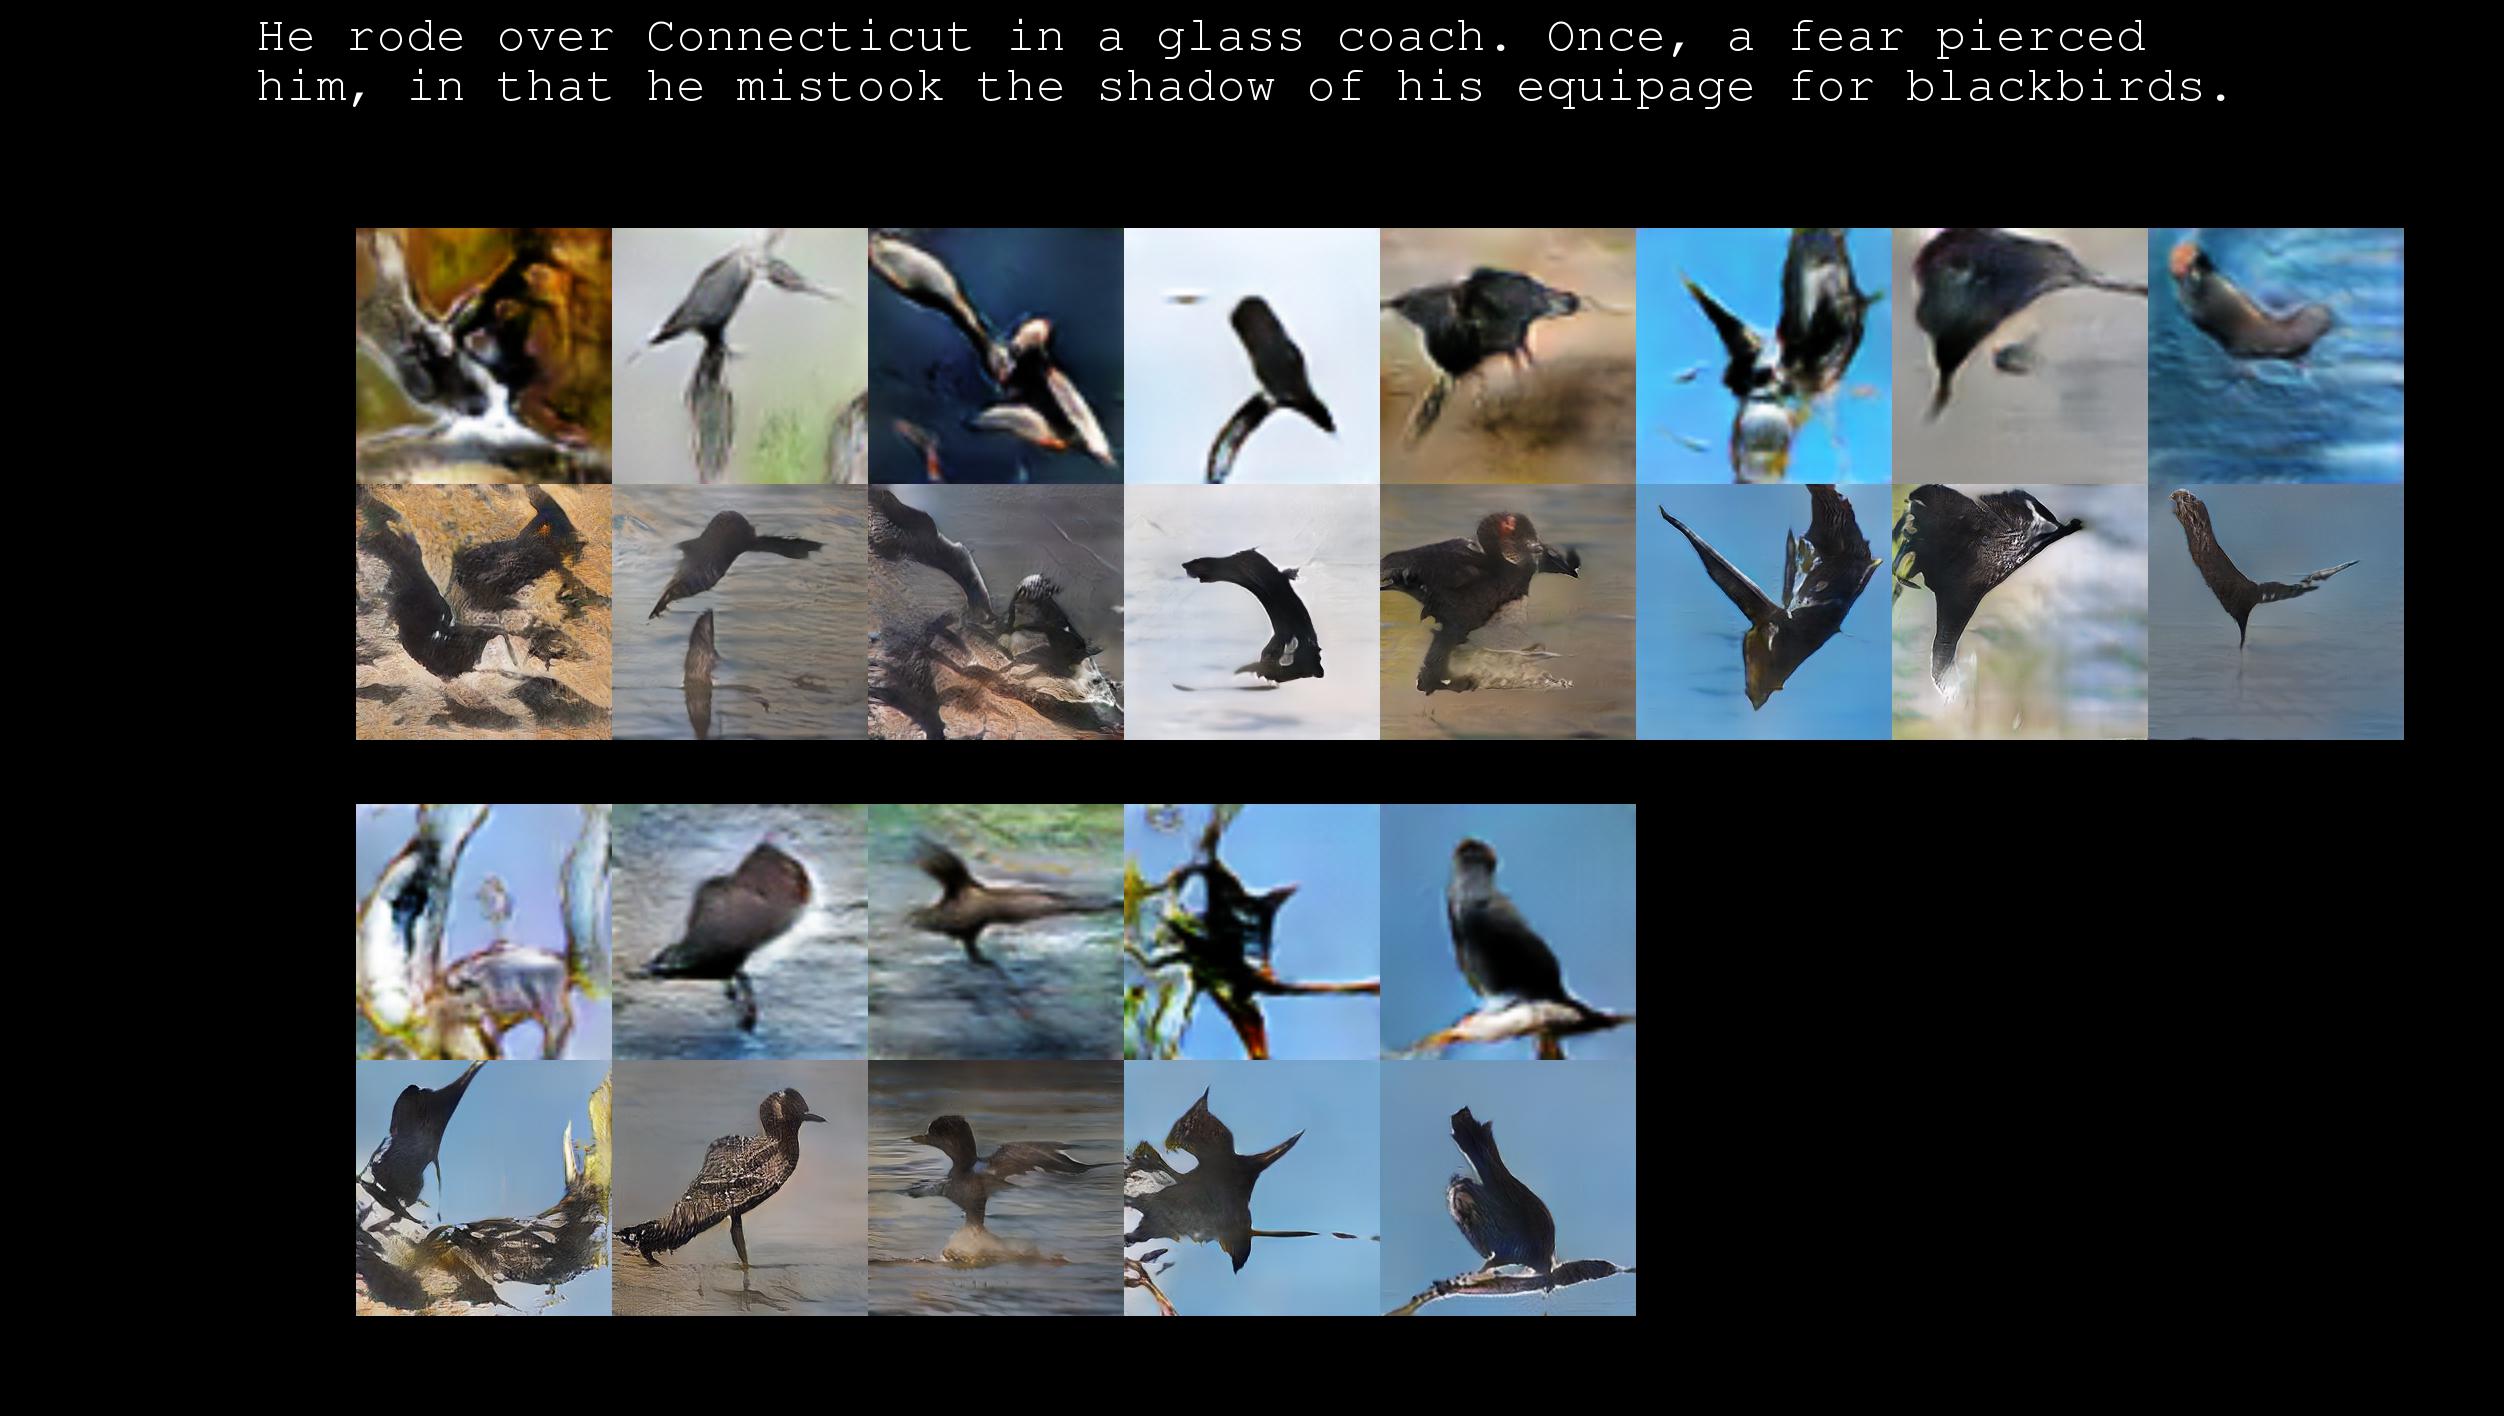 He rode over Connecticut in a glass coach. Once, a fear pierced
him, in that he mistook the shadow of his equipage for blackbirds.